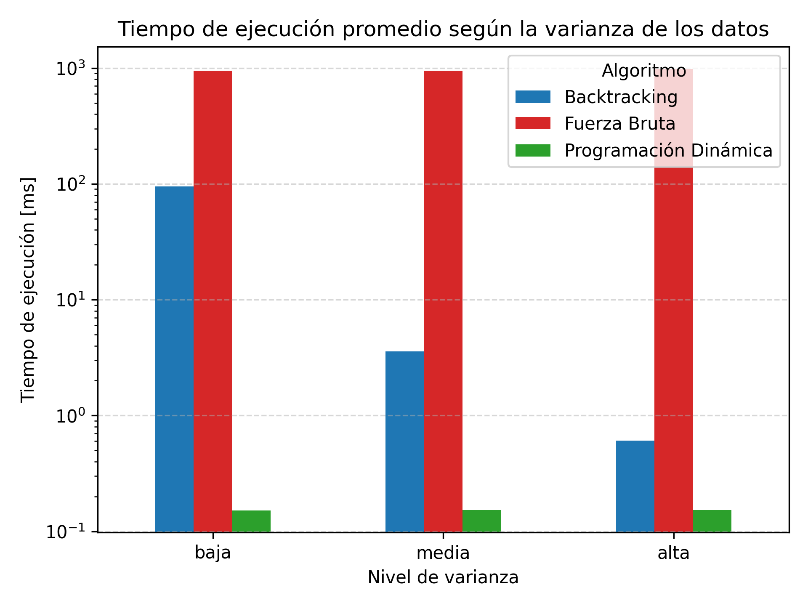 Tiempo de ejecución promedio según la varianza de los datos
Algoritmo
Backtracking
Fuerza Bruta
Programación Dinámica
Tiempo de ejecución [ms]
10³
10²
10¹
10⁰
10⁻¹
baja
media
alta
Nivel de varianza